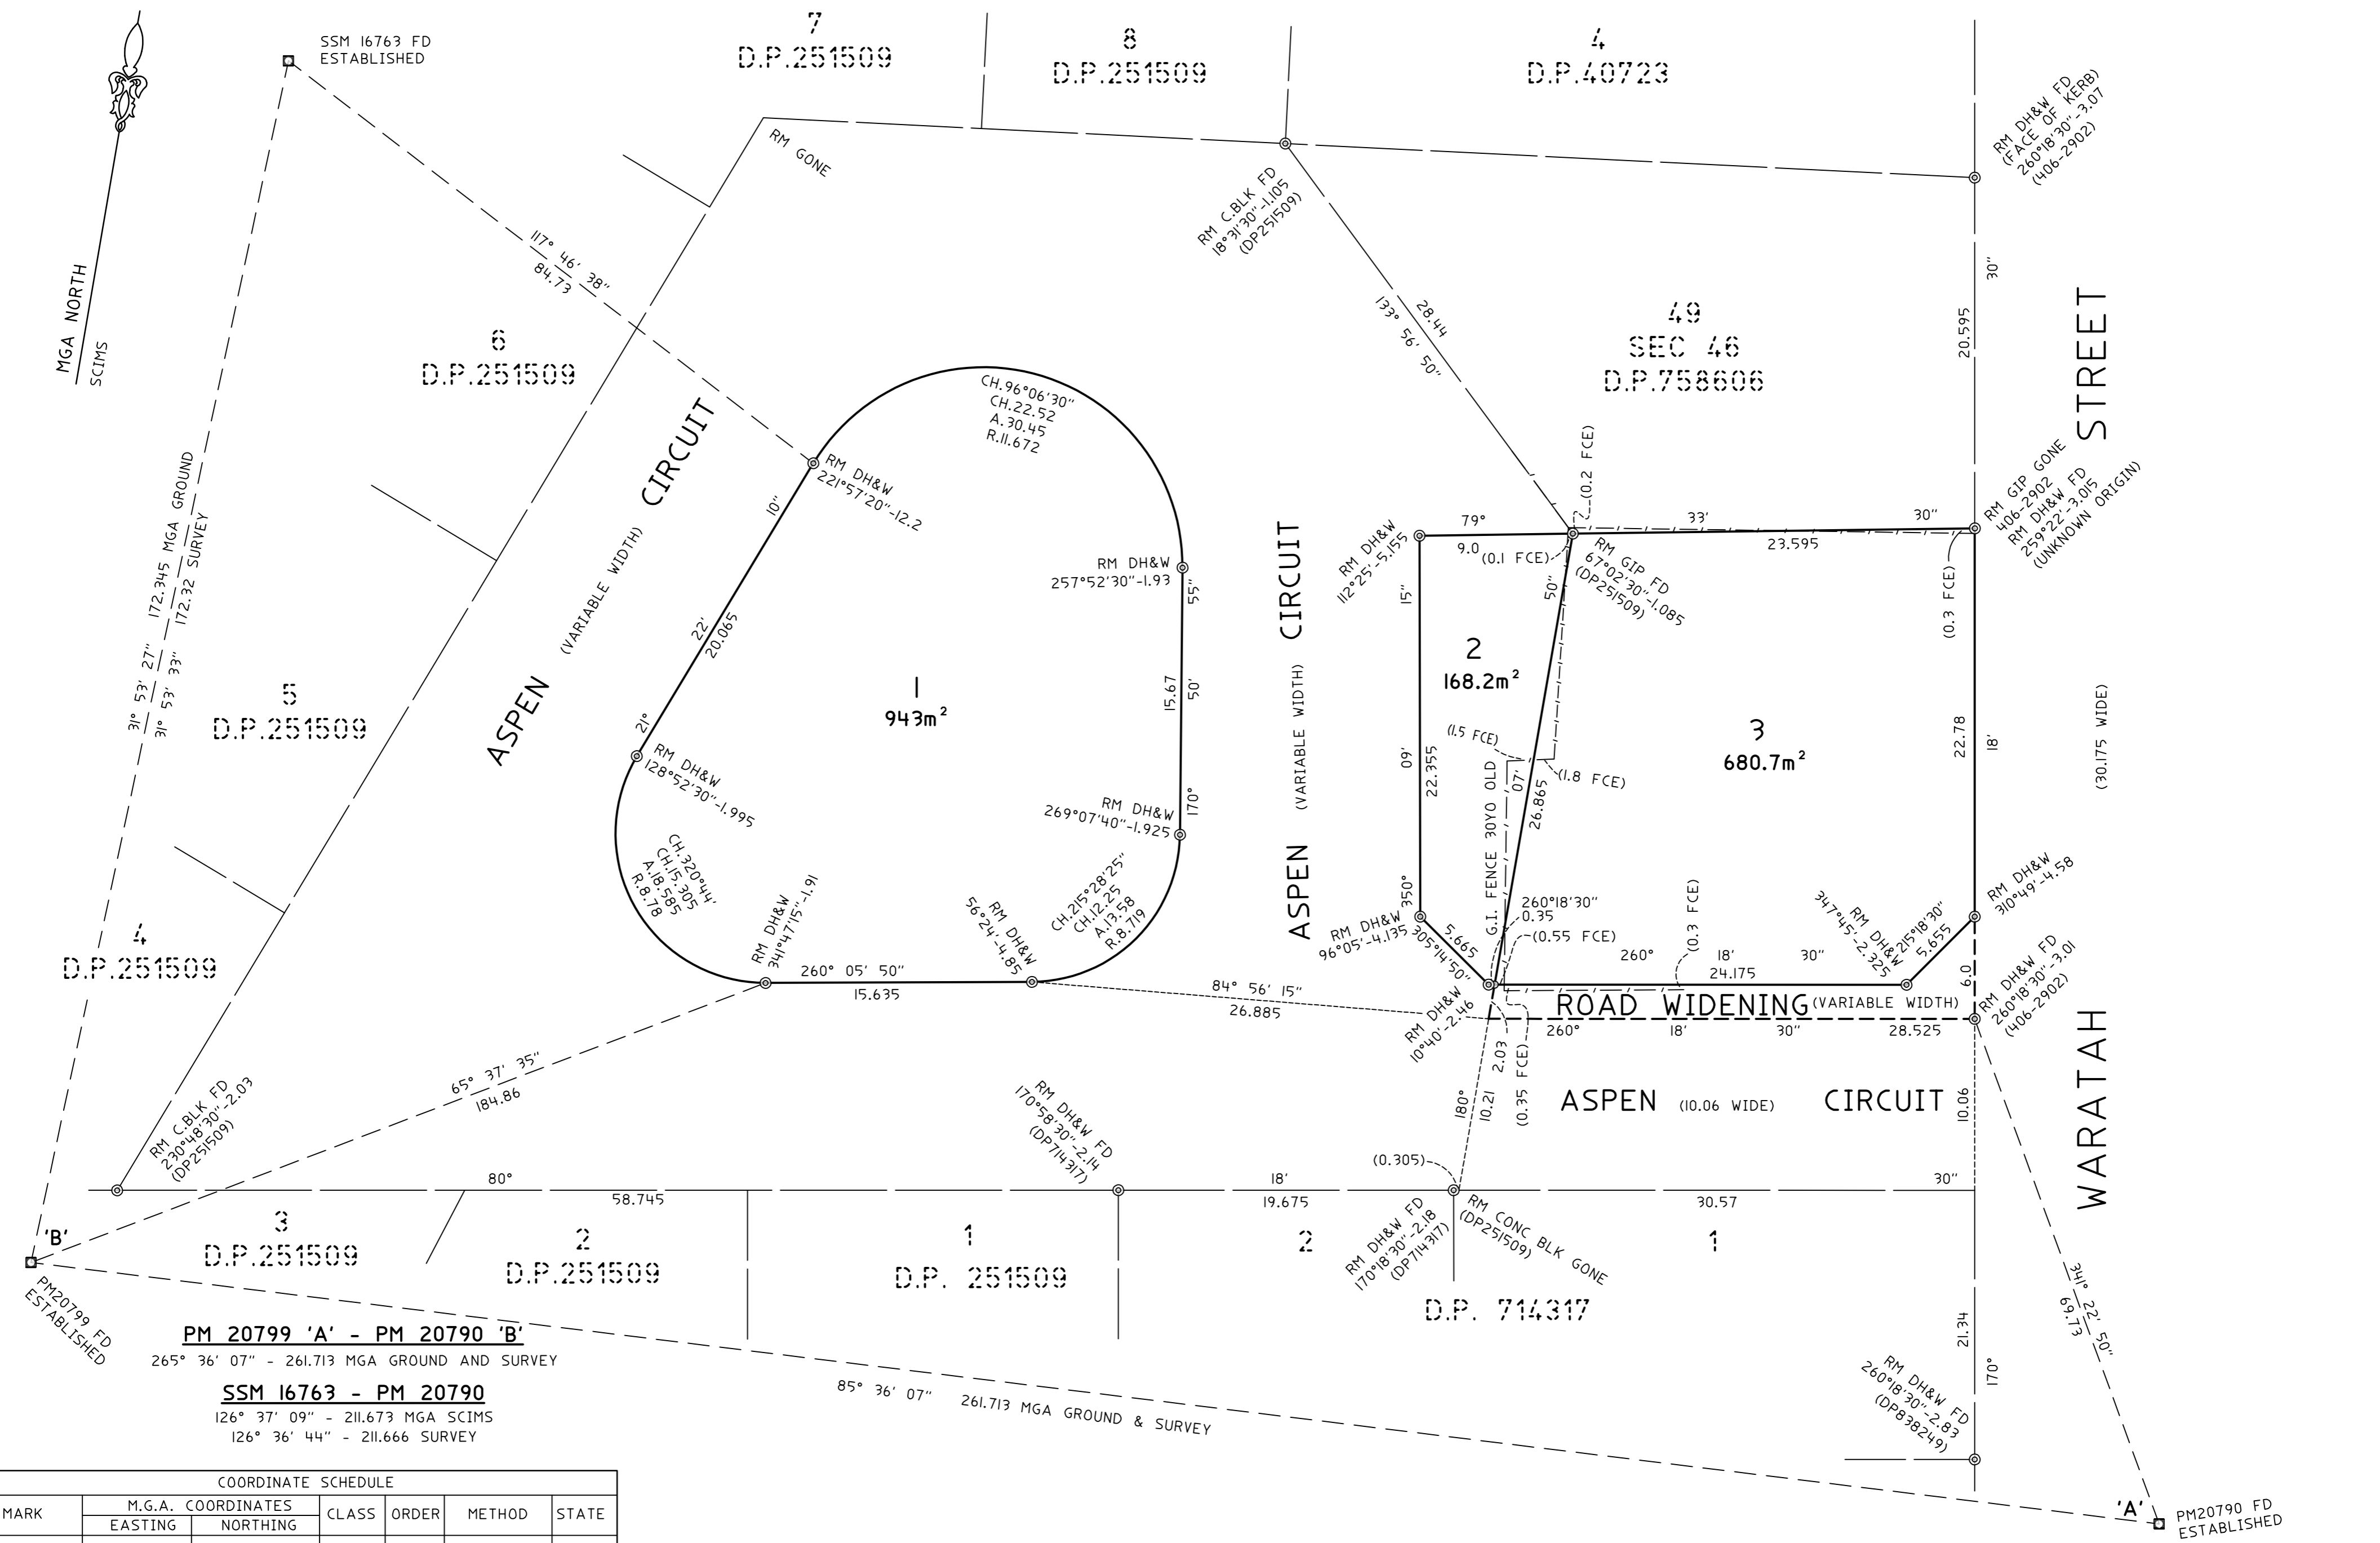 SSM 16763 FD
ESTABLISHED
7
D.P.251509
8
D.P.251509
4
D.P.40723
RM DH&W FD
(FACE OF KERB)
260°18'30"-3.07
(406-2902)
RM GONE
RM C.BLK FD
18°31'30"-1.105
(DP251509)
MGA NORTH
SCIMS
117° 46' 38"
84.73
28.44
133° 56' 50"
30"
20.595
49
SEC 46
D.P.758606
STREET
6
D.P.251509
172.345 MGA GROUND
31° 53' 27"
172.32 SURVEY
31° 53' 33"
ASPEN (VARIABLE WIDTH) CIRCUIT
CH.96°06'30"
CH.22.52
A.30.45
R.11.672
RM DH&W
221°57'20"-12.2
10"
22'
20.065
21°
RM DH&W
257°52'30"-1.93
55"
15.67
50'
170°
1
943m²
RM DH&W
128°52'30"-1.995
RM DH&W
269°07'40"-1.925
CH.320°44'
CH.15.305
A.18.585
R.8.78
CH.215°28'25"
CH.12.25
A.13.58
R.8.719
RM DH&W
341°47'15"-1.91
RM DH&W
56°24'-4.85
260° 05' 50"
15.635
ASPEN (VARIABLE WIDTH) CIRCUIT
RM DH&W
112°25'-5.155
79°
9.0
(0.1 FCE)
(0.2 FCE)
33'
30"
23.595
RM GIP GONE
406-2902
RM DH&W FD
259°22'-3.015
(UNKNOWN ORIGIN)
RM GIP FD
67°02'30"-1.085
(DP251509)
(0.3 FCE)
15"
09'
22.355
350°
2
168.2m²
50"
07'
26.865
(1.5 FCE)
(1.8 FCE)
G.I. FENCE 30YO OLD
3
680.7m²
22.78
18'
(30.175 WIDE)
RM DH&W
96°05'-4.135
5.665
305°14'50"
260°18'30"
0.35
(0.55 FCE)
(0.3 FCE)
260° 18' 30"
24.175
RM DH&W
347°45'-2.325
215°18'30"
5.655
RM DH&W
310°49'-4.58
6.0
RM DH&W FD
260°18'30"-3.01
(406-2902)
ROAD WIDENING (VARIABLE WIDTH)
260° 18' 30" 28.525
RM DH&W
10°40'-2.46
2.03
(0.35 FCE)
10.21
180°
84° 56' 15"
26.885
ASPEN (10.06 WIDE) CIRCUIT
10.06
WARATAH
5
D.P.251509
4
D.P.251509
65° 37' 35"
184.86
RM C.BLK FD
230°48'30"-2.03
(DP251509)
RM DH&W FD
170°58'30"-2.14
(DP714317)
80°
58.745
18'
19.675
(0.305)
30.57
30"
'B'
PM20799 FD
ESTABLISHED
3
D.P.251509
2
D.P.251509
1
D.P. 251509
2
1
D.P. 714317
RM DH&W FD
170°18'30"-2.18
(DP714317)
RM CONC BLK GONE
(DP251509)
341° 22' 50"
69.73
21.34
170°
RM DH&W FD
260°18'30"-2.83
(DP838249)
PM 20799 'A' - PM 20790 'B'
265° 36' 07" - 261.713 MGA GROUND AND SURVEY
SSM 16763 - PM 20790
126° 37' 09" - 211.673 MGA SCIMS
126° 36' 44" - 211.666 SURVEY
85° 36' 07" 261.713 MGA GROUND & SURVEY
'A'
PM20790 FD
ESTABLISHED
COORDINATE SCHEDULE
MARK
M.G.A. COORDINATES
EASTING NORTHING
CLASS ORDER METHOD STATE